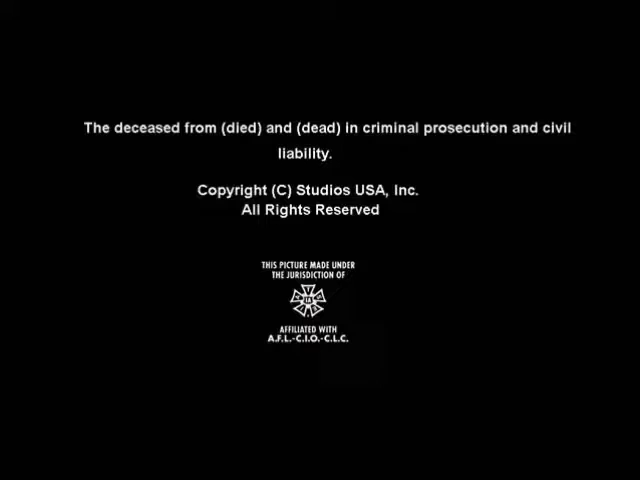 The deceased from (died) and (dead) in criminal prosecution and civil
liability.
Copyright (C) Studios USA, Inc.
All Rights Reserved
THIS PICTURE MADE UNDER
THE JURISDICTION OF
IA
AFFILIATED WITH
A.F.L.-C.I.O.-C.L.C.